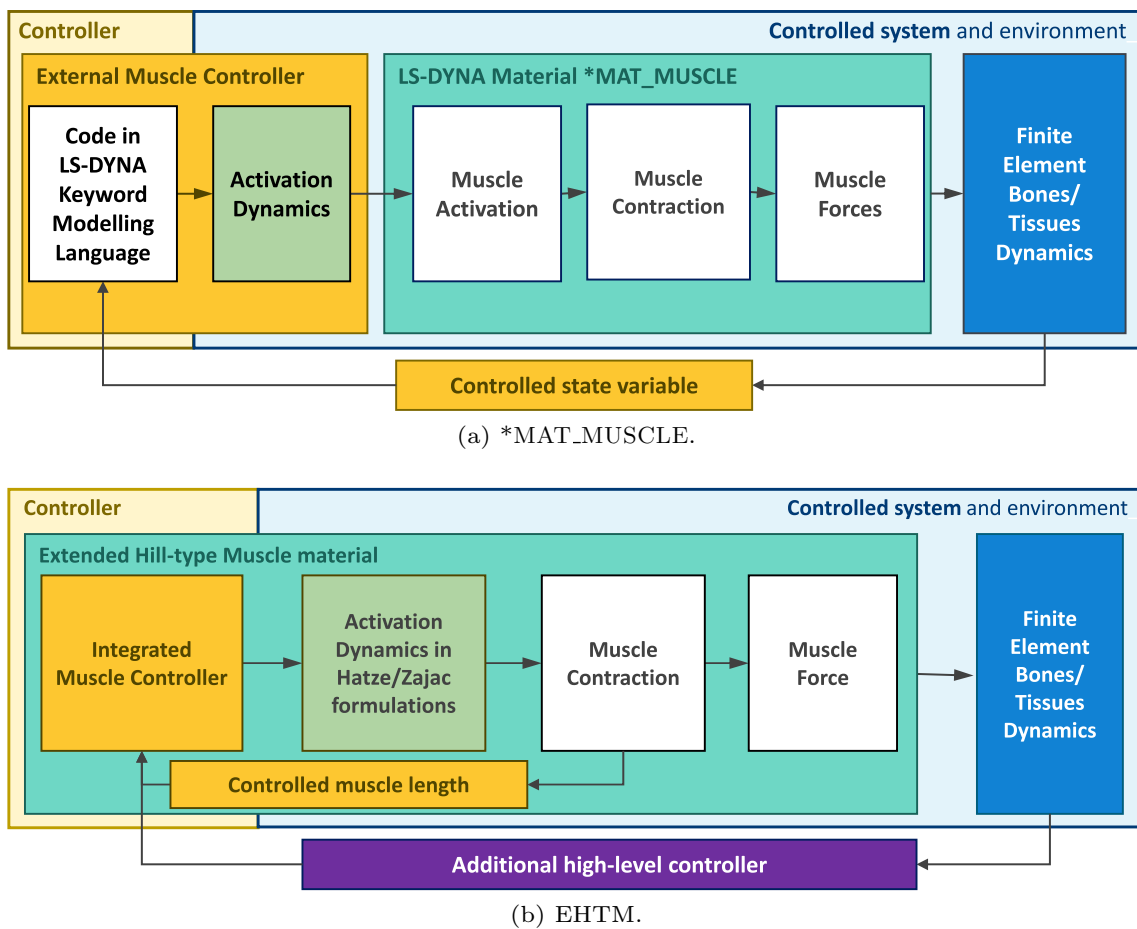 Controller
Controlled system and environment
External Muscle Controller
LS-DYNA Material *MAT_MUSCLE
Code in
LS-DYNA
Keyword
Modelling
Language
Activation
Dynamics
Muscle
Activation
Muscle
Contraction
Muscle
Forces
Finite
Element
Bones/
Tissues
Dynamics
Controlled state variable
(a) *MAT_MUSCLE.
Controller
Controlled system and environment
Extended Hill-type Muscle material
Integrated
Muscle Controller
Activation
Dynamics in
Hatze/Zajac
formulations
Muscle
Contraction
Muscle
Force
Finite
Element
Bones/
Tissues
Dynamics
Controlled muscle length
Additional high-level controller
(b) EHTM.